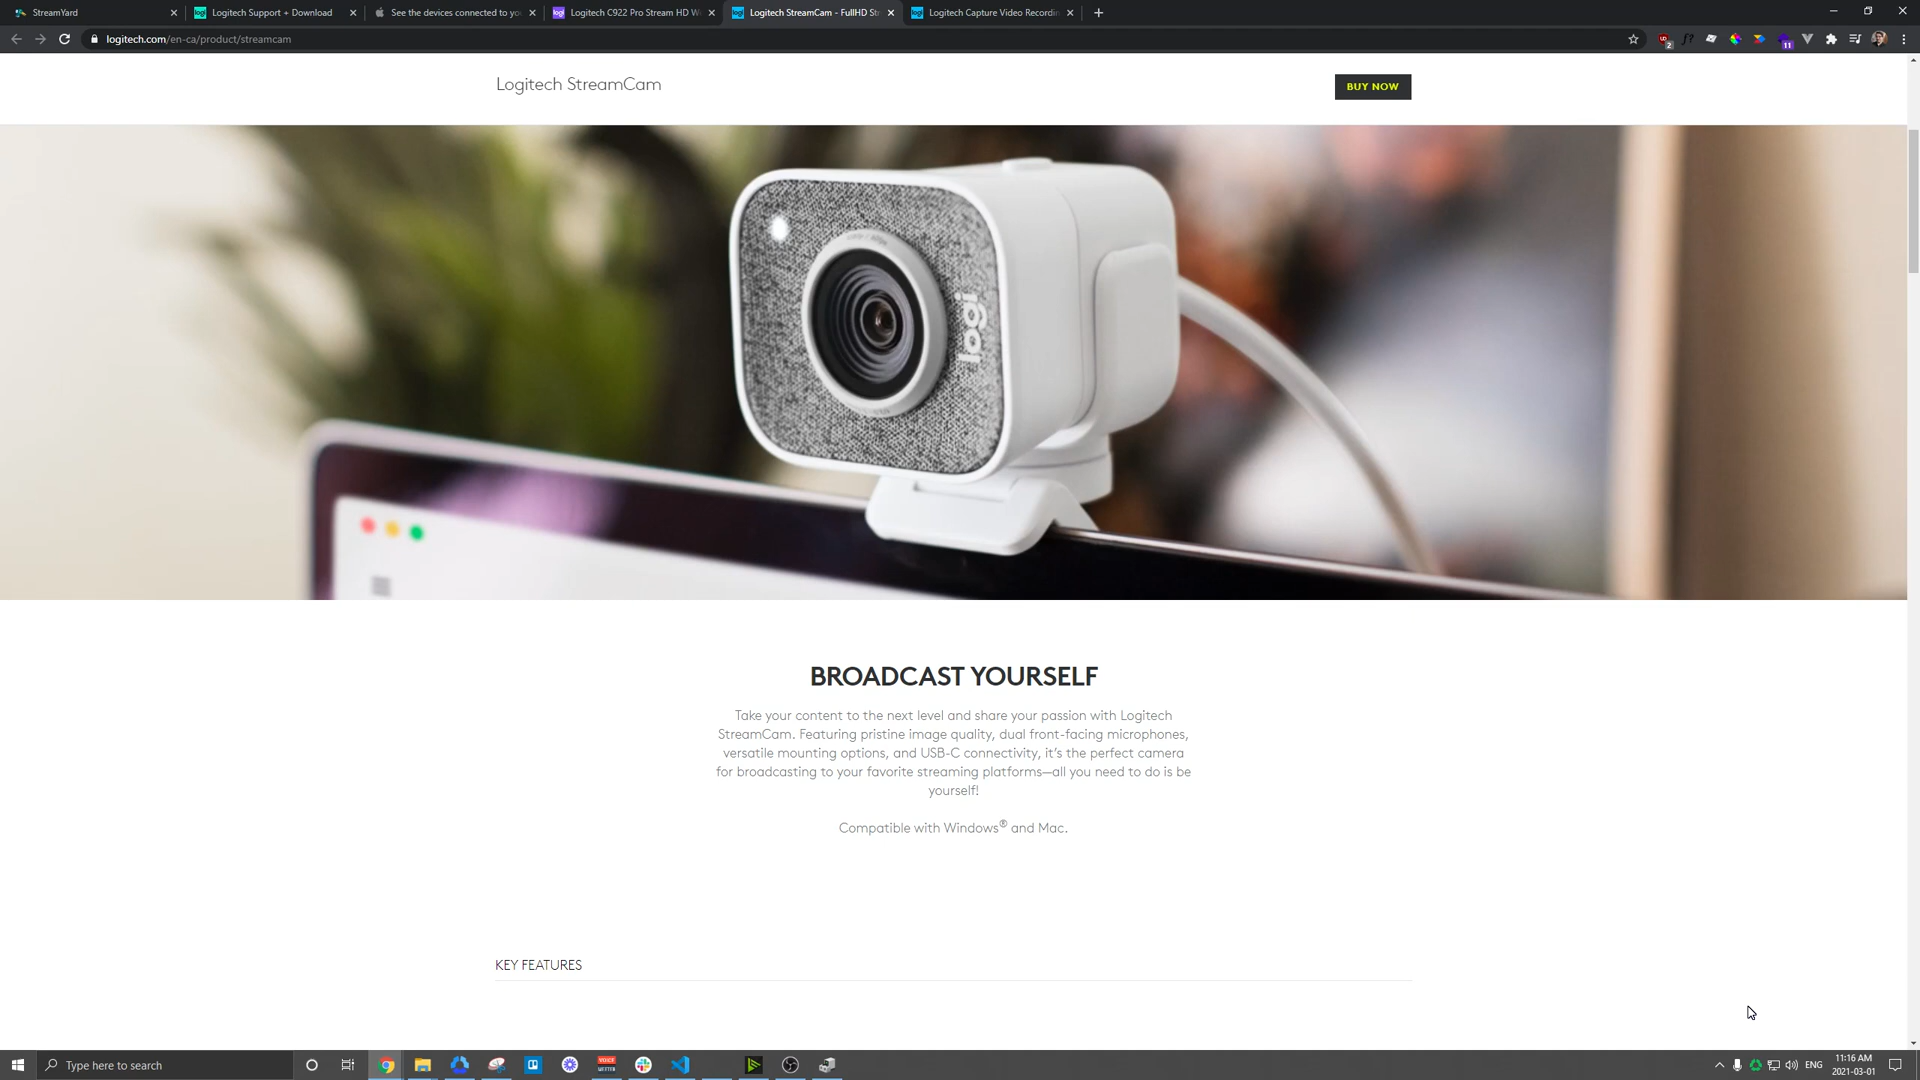 StreamYard
Logitech Support + Download
See the devices connected to yo
Logitech C922 Pro Stream HD W
Logitech StreamCam - FullHD St
Logitech Capture Video Recordin
logitech.com/en-ca/product/streamcam
2
11
Logitech StreamCam
BUY NOW
logi
BROADCAST YOURSELF
Take your content to the next level and share your passion with Logitech
StreamCam. Featuring pristine image quality, dual front-facing microphones,
versatile mounting options, and USB-C connectivity, it's the perfect camera
for broadcasting to your favorite streaming platforms—all you need to do is be
yourself!
Compatible with Windows® and Mac.
KEY FEATURES
Type here to search
ENG
11:16 AM
2021-03-01